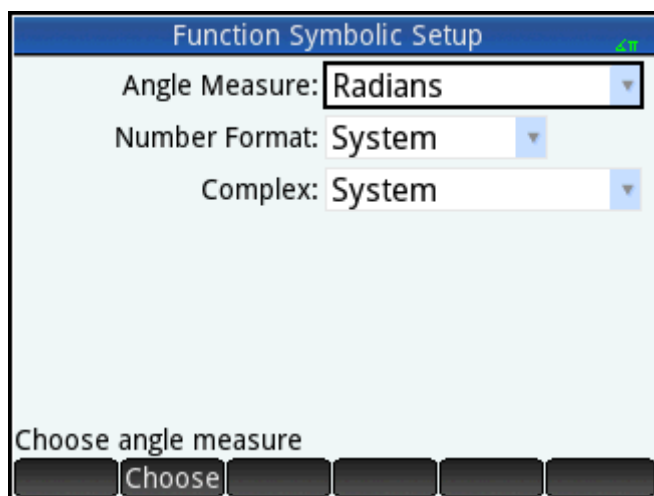 Function Symbolic Setup
∡π
Angle Measure: Radians
Number Format: System
Complex: System
Choose angle measure
Choose